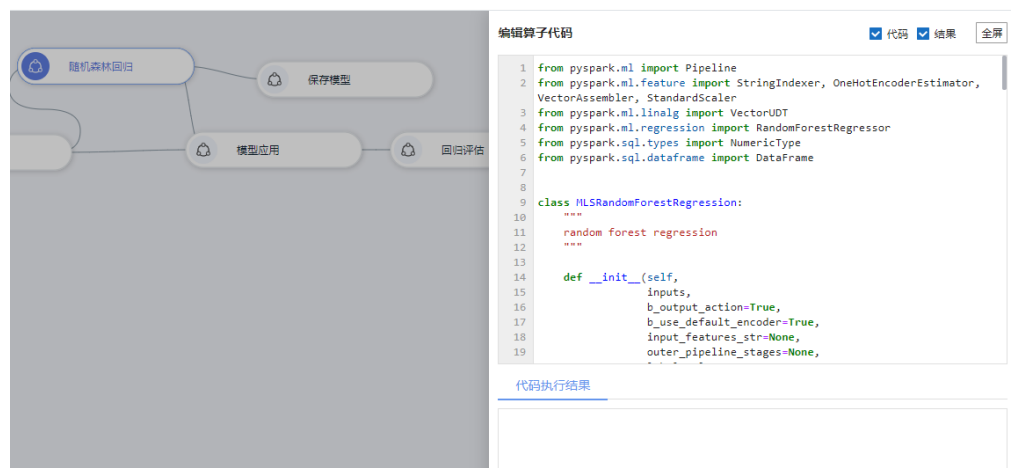 随机森林回归
保存模型
模型应用
回归评估
编辑算子代码
代码 结果 全屏
1 from pyspark.ml import Pipeline
2 from pyspark.ml.feature import StringIndexer, OneHotEncoderEstimator,
VectorAssembler, StandardScaler
3 from pyspark.ml.linalg import VectorUDT
4 from pyspark.ml.regression import RandomForestRegressor
5 from pyspark.sql.types import NumericType
6 from pyspark.sql.dataframe import DataFrame
7
8
9 class MLSRandomForestRegression:
10 """
11 random forest regression
12 """
13
14 def __init__(self,
15 inputs,
16 b_output_action=True,
17 b_use_default_encoder=True,
18 input_features_str=None,
19 outer_pipeline_stages=None,
代码执行结果